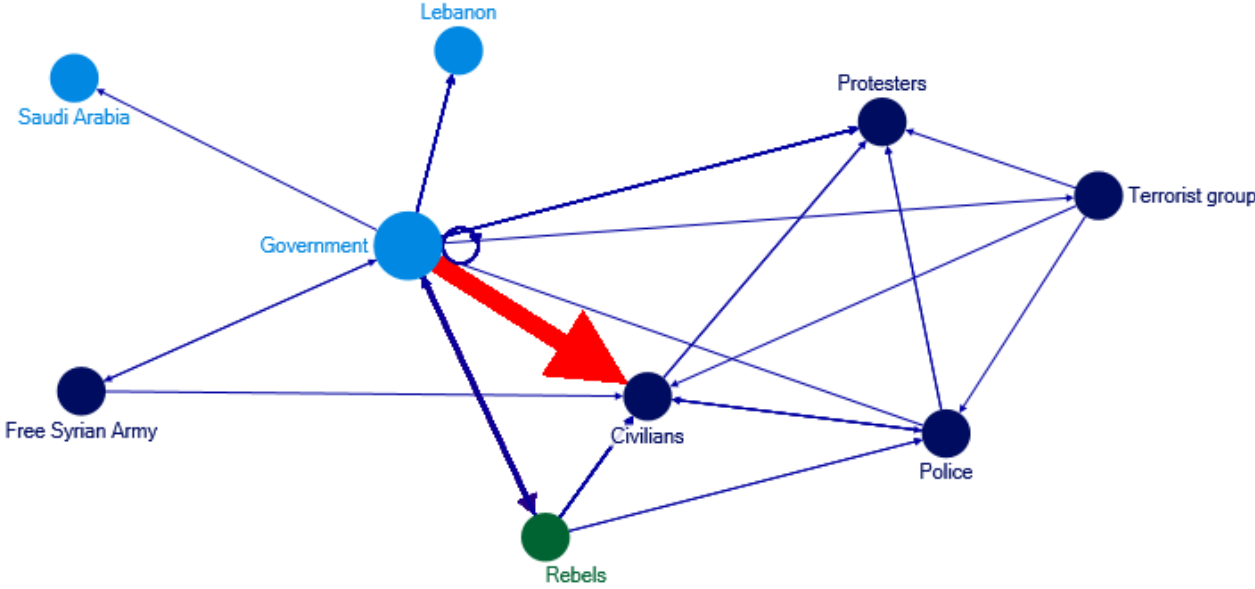 Lebanon
Saudi Arabia
Protesters
Terrorist group
Government
Free Syrian Army
Civilians
Police
Rebels